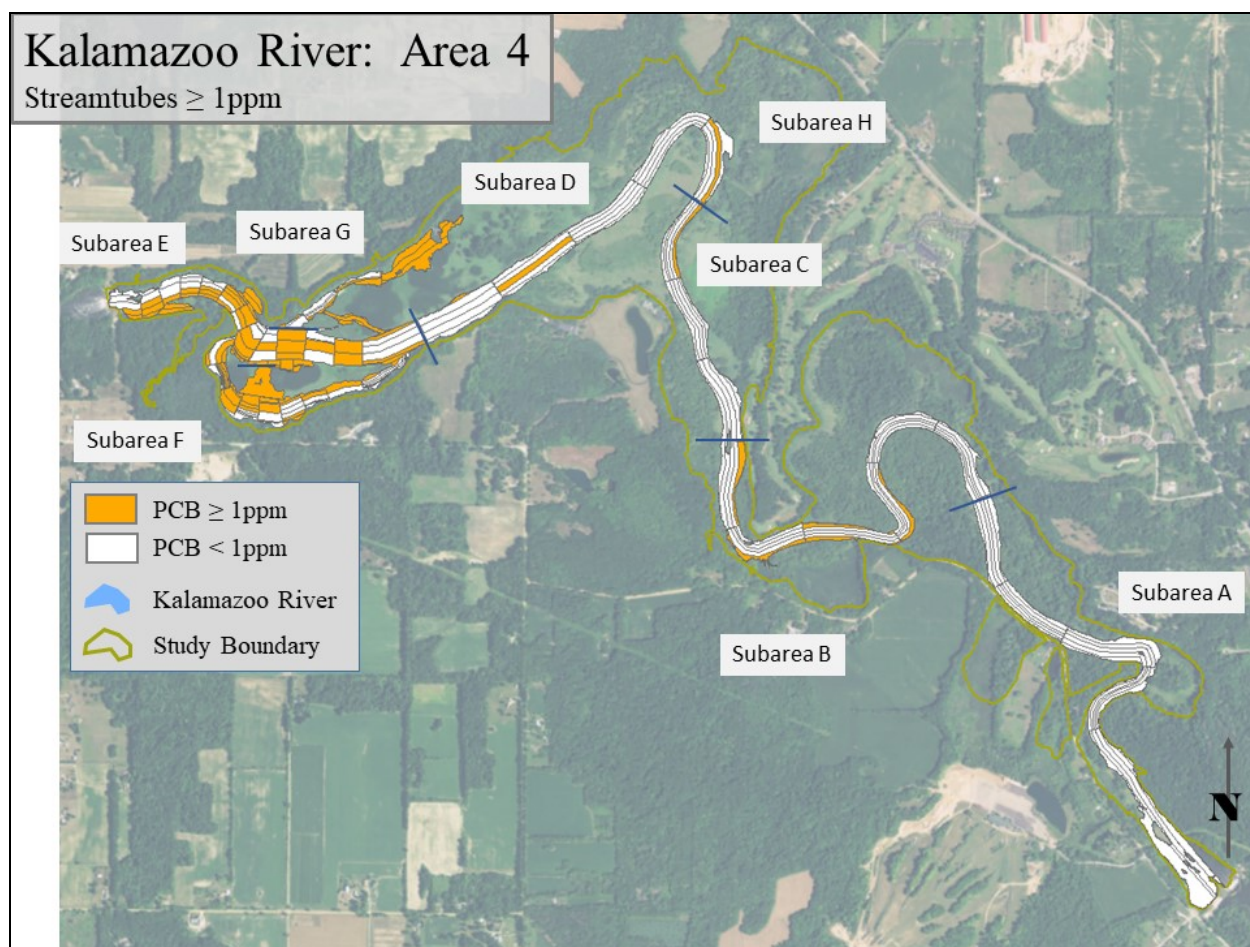 Kalamazoo River: Area 4
Streamtubes ≥ 1ppm
Subarea H
Subarea D
Subarea G
Subarea E
Subarea C
Subarea F
PCB ≥ 1ppm
PCB < 1ppm
Kalamazoo River
Study Boundary
Subarea A
Subarea B
N